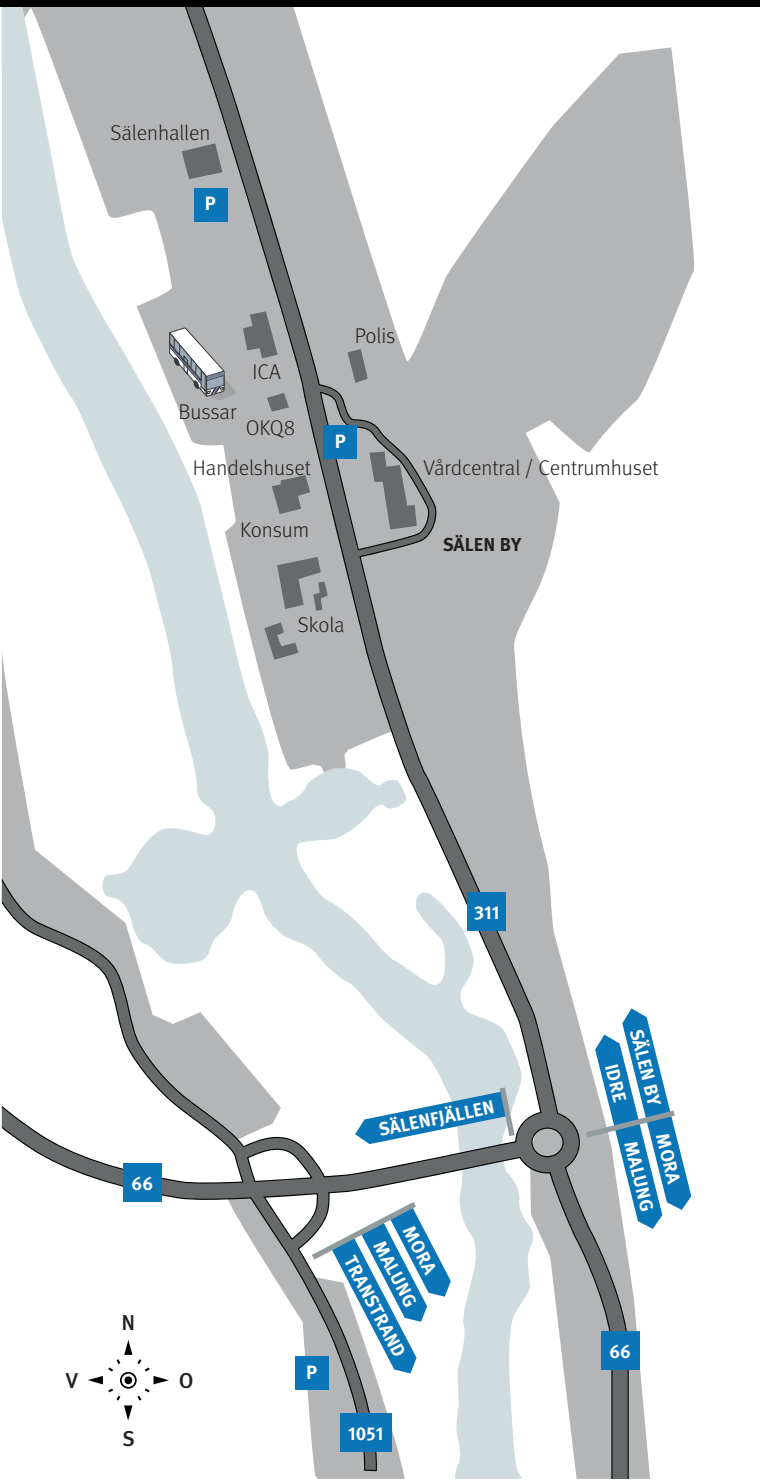 Sälenhallen
P
Polis
ICA
Bussar
OKQ8
P
Handelshuset
Vårdcentral / Centrumhuset
Konsum
SÄLEN BY
Skola
311
SÄLEN BY
IDRE
SÄLENFJÄLLEN
MORA
MALUNG
66
MORA
MALUNG
TRANSTRAND
N
V
O
S
66
P
1051